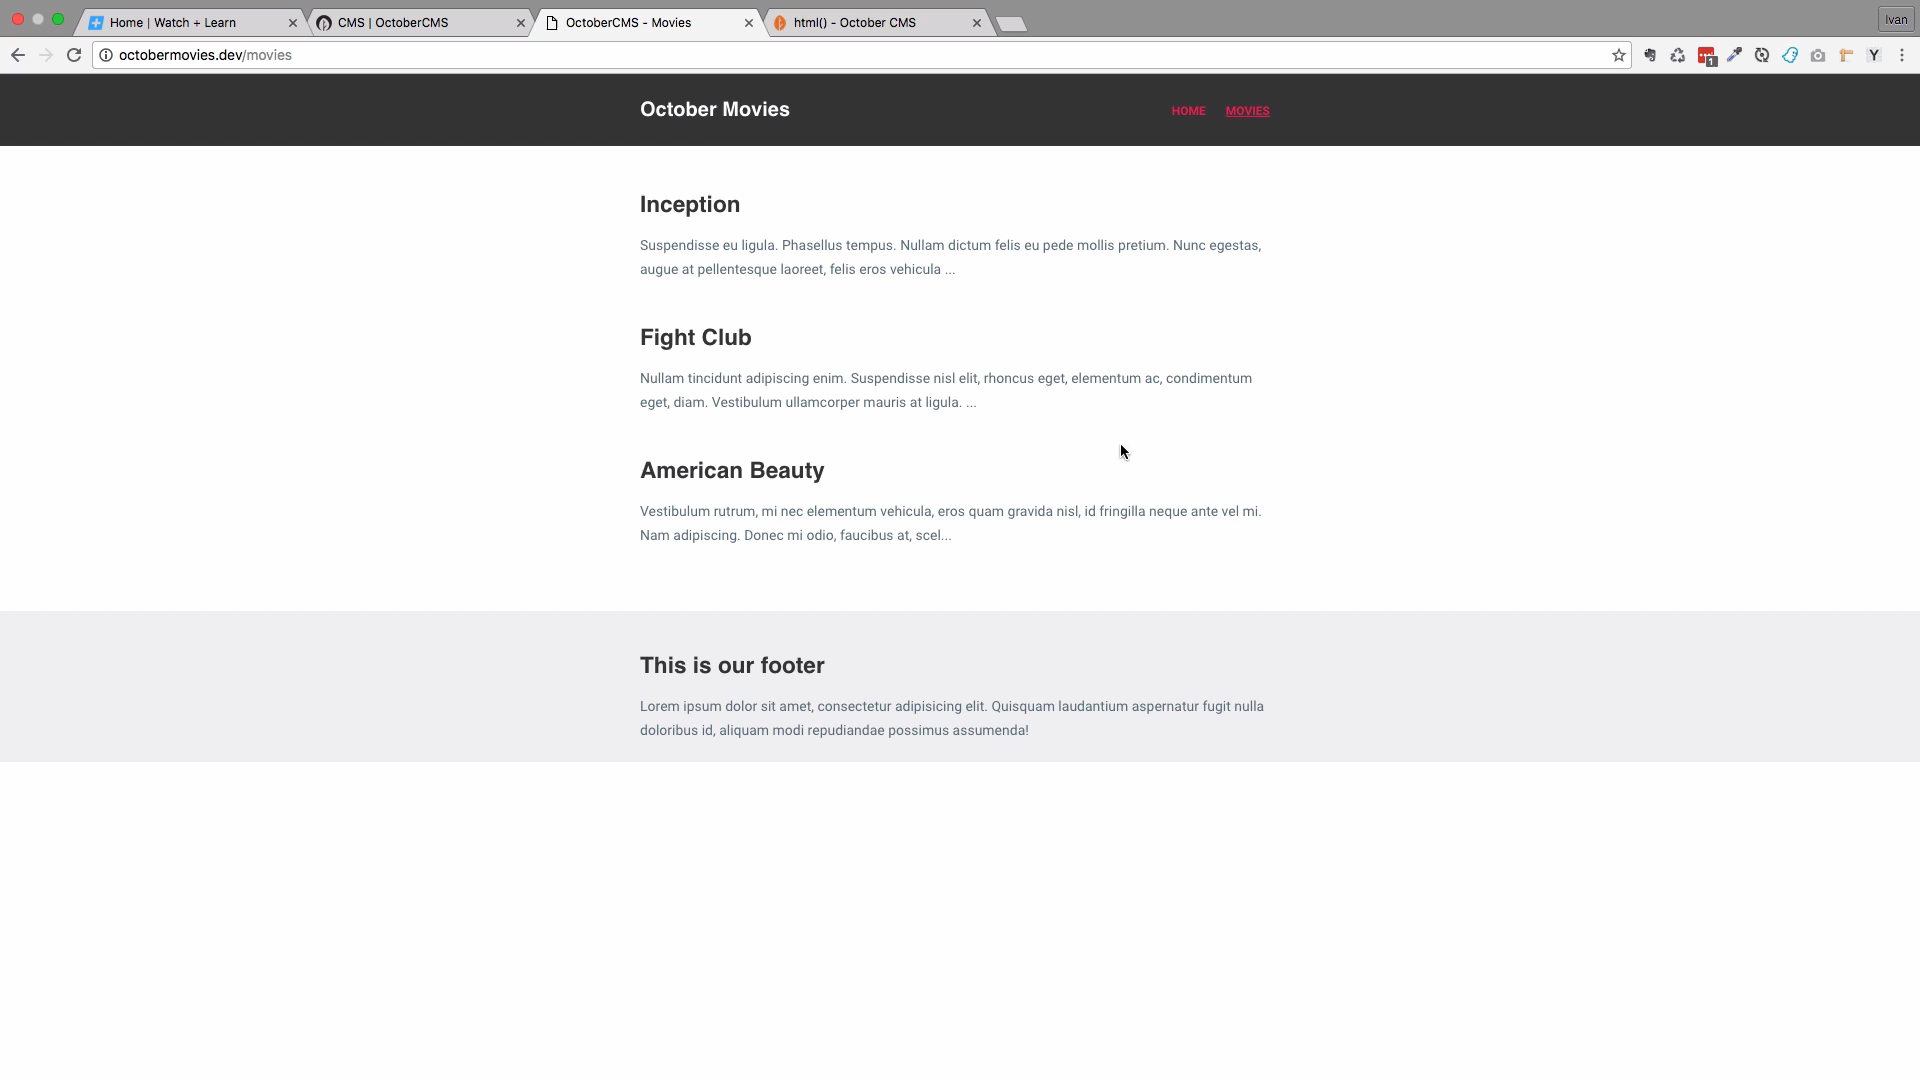 Home | Watch + Learn
CMS | OctoberCMS
OctoberCMS - Movies
html() - October CMS
Ivan
octobermovies.dev/movies
1
Y
October Movies
HOME
MOVIES
Inception
Suspendisse eu ligula. Phasellus tempus. Nullam dictum felis eu pede mollis pretium. Nunc egestas,
augue at pellentesque laoreet, felis eros vehicula ...
Fight Club
Nullam tincidunt adipiscing enim. Suspendisse nisl elit, rhoncus eget, elementum ac, condimentum
eget, diam. Vestibulum ullamcorper mauris at ligula. ...
American Beauty
Vestibulum rutrum, mi nec elementum vehicula, eros quam gravida nisl, id fringilla neque ante vel mi.
Nam adipiscing. Donec mi odio, faucibus at, scel...
This is our footer
Lorem ipsum dolor sit amet, consectetur adipisicing elit. Quisquam laudantium aspernatur fugit nulla
doloribus id, aliquam modi repudiandae possimus assumenda!